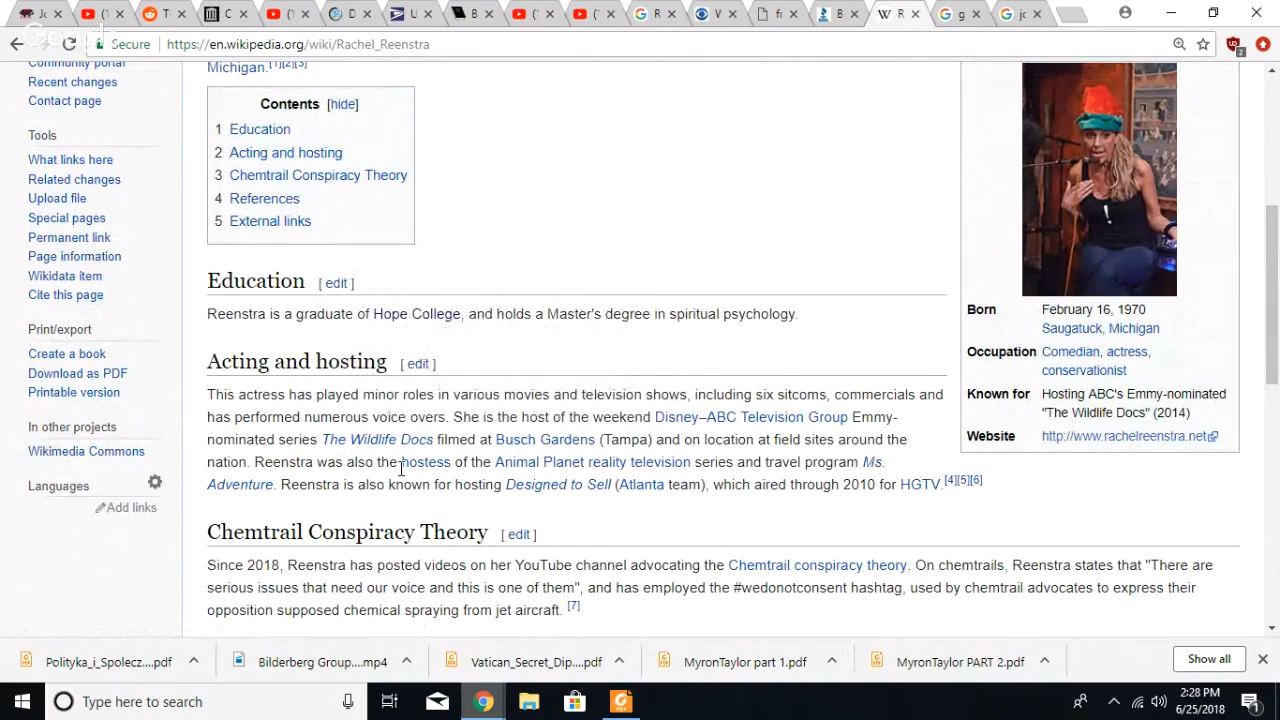 Secure
https://en.wikipedia.org/wiki/Rachel_Reenstra
Community portal
Recent changes
Contact page
Tools
What links here
Related changes
Upload file
Special pages
Permanent link
Page information
Wikidata item
Cite this page
Print/export
Create a book
Download as PDF
Printable version
In other projects
Wikimedia Commons
Languages
Add links
Michigan.[1][2][3]
Contents [hide]
1 Education
2 Acting and hosting
3 Chemtrail Conspiracy Theory
4 References
5 External links
Education [ edit ]
Reenstra is a graduate of Hope College, and holds a Master's degree in spiritual psychology.
Acting and hosting [ edit ]
This actress has played minor roles in various movies and television shows, including six sitcoms, commercials and
has performed numerous voice overs. She is the host of the weekend Disney–ABC Television Group Emmy-
nominated series The Wildlife Docs filmed at Busch Gardens (Tampa) and on location at field sites around the
nation. Reenstra was also the hostess of the Animal Planet reality television series and travel program Ms.
Adventure. Reenstra is also known for hosting Designed to Sell (Atlanta team), which aired through 2010 for HGTV.[4][5][6]
Chemtrail Conspiracy Theory [ edit ]
Since 2018, Reenstra has posted videos on her YouTube channel advocating the Chemtrail conspiracy theory. On chemtrails, Reenstra states that "There are
serious issues that need our voice and this is one of them", and has employed the #wedonotconsent hashtag, used by chemtrail advocates to express their
opposition supposed chemical spraying from jet aircraft. [7]
Born February 16, 1970
Saugatuck, Michigan
Occupation Comedian, actress,
conservationist
Known for Hosting ABC's Emmy-nominated
"The Wildlife Docs" (2014)
Website http://www.rachelreenstra.net
Polityka_i_Spolecz....pdf
Bilderberg Group....mp4
Vatican_Secret_Dip....pdf
MyronTaylor part 1.pdf
MyronTaylor PART 2.pdf
Show all
Type here to search
2:28 PM
6/25/2018